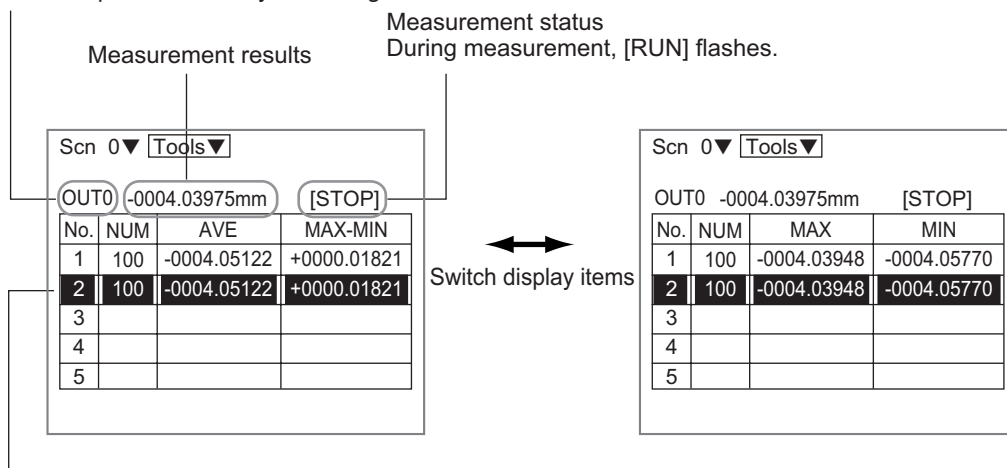 Measurement status
During measurement, [RUN] flashes.
Measurement results
Scn 0▼ Tools▼
OUT0 -0004.03975mm [STOP]
No. NUM AVE MAX-MIN
1 100 -0004.05122 +0000.01821
2 100 -0004.05122 +0000.01821
3
4
5
Switch display items
Scn 0▼ Tools▼
OUT0 -0004.03975mm [STOP]
No. NUM MAX MIN
1 100 -0004.03948 -0004.05770
2 100 -0004.03948 -0004.05770
3
4
5